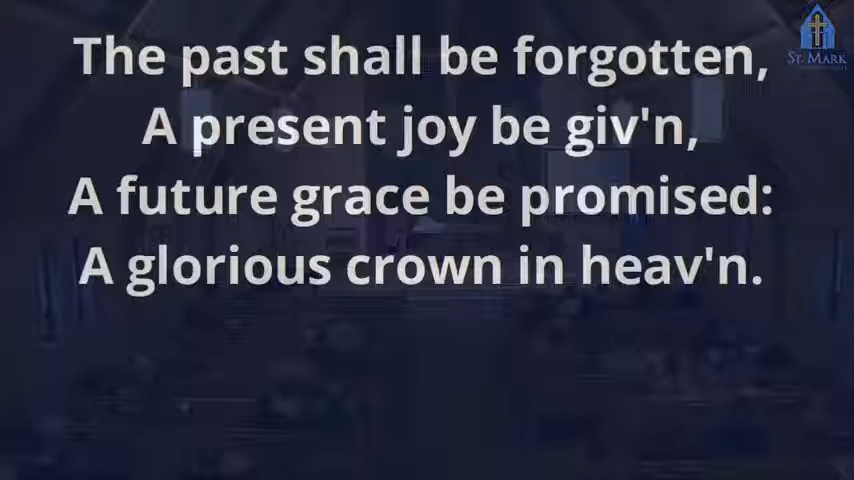 The past shall be forgotten,
A present joy be giv'n,
A future grace be promised:
A glorious crown in heav'n.
ST. MARK